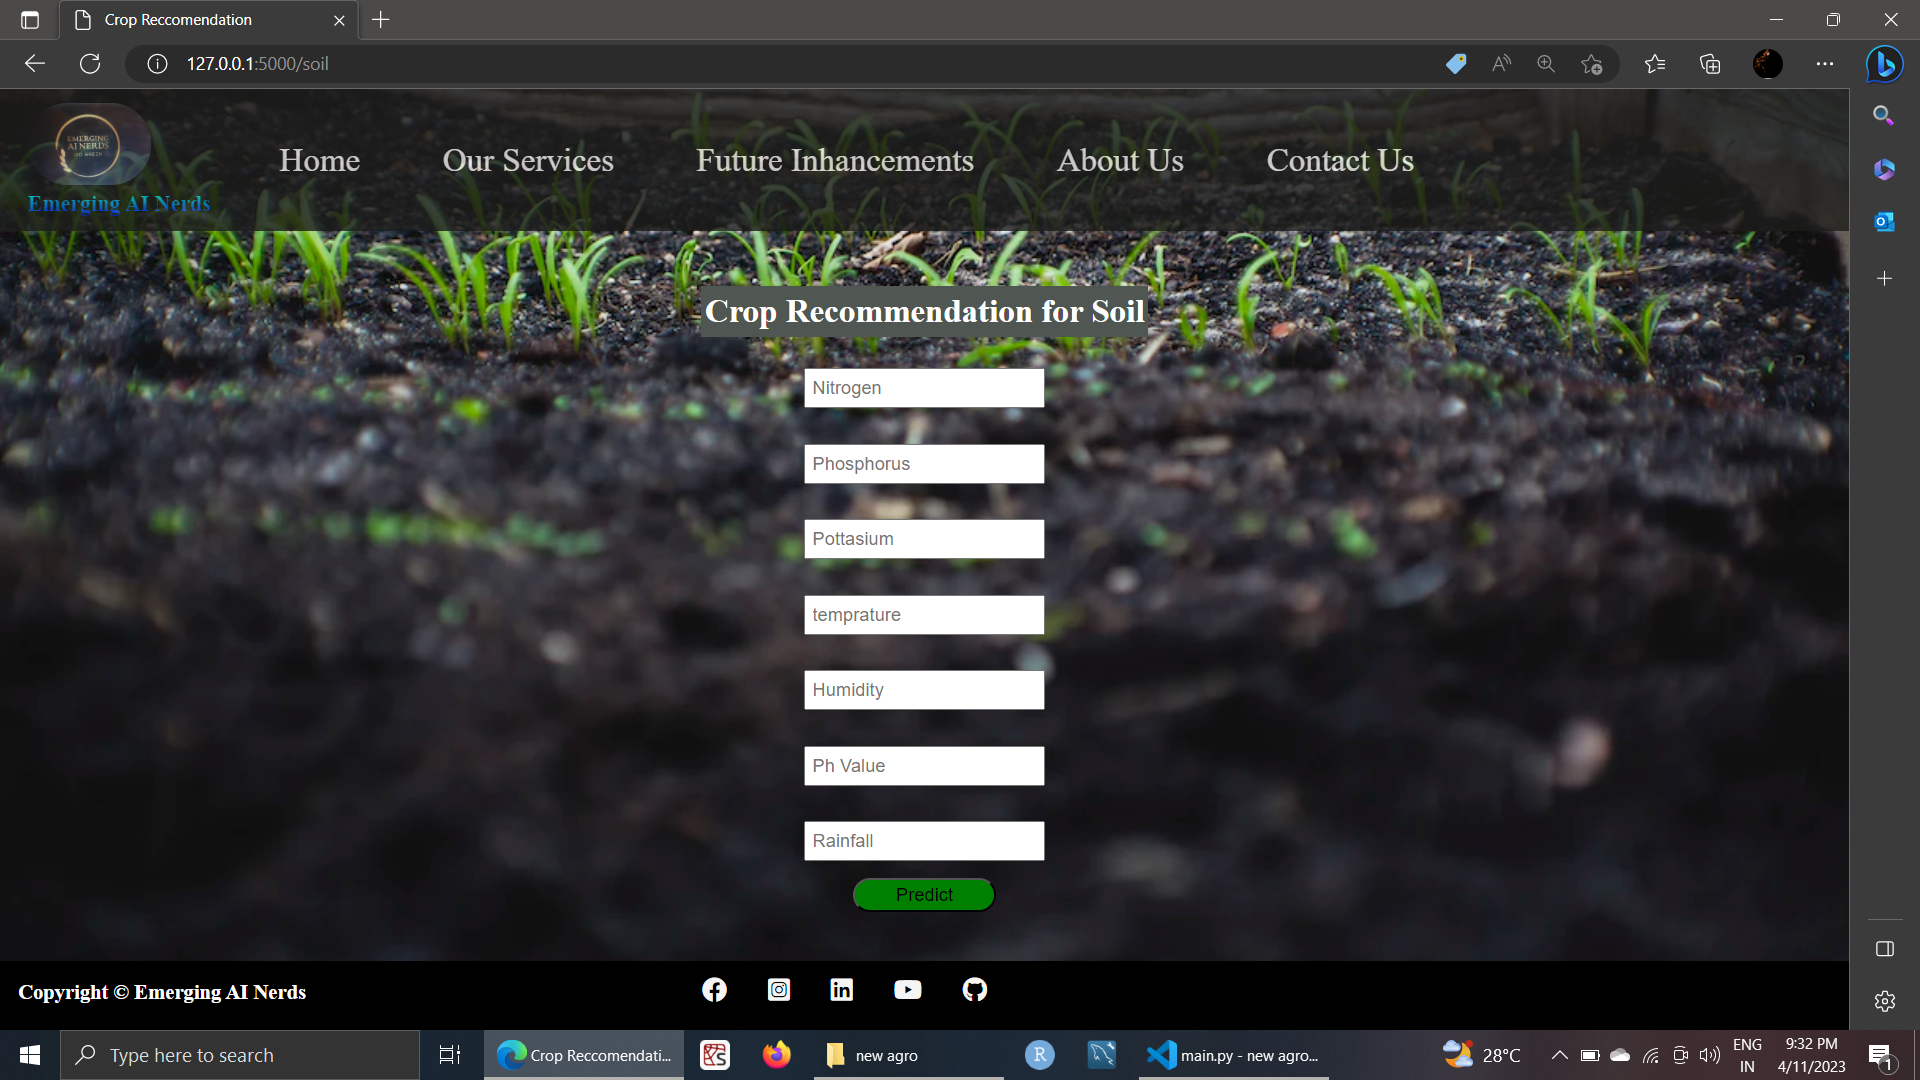 Crop Reccomendation
127.0.0.1:5000/soil
EMERGING
AI NERDS
GO GREEN
Emerging AI Nerds
Home
Our Services
Future Inhancements
About Us
Contact Us
Crop Recommendation for Soil
Nitrogen
Phosphorus
Pottasium
temprature
Humidity
Ph Value
Rainfall
Predict
Copyright © Emerging AI Nerds
Type here to search
Crop Reccomendati...
new agro
main.py - new agro...
28°C
ENG
IN
9:32 PM
4/11/2023
1